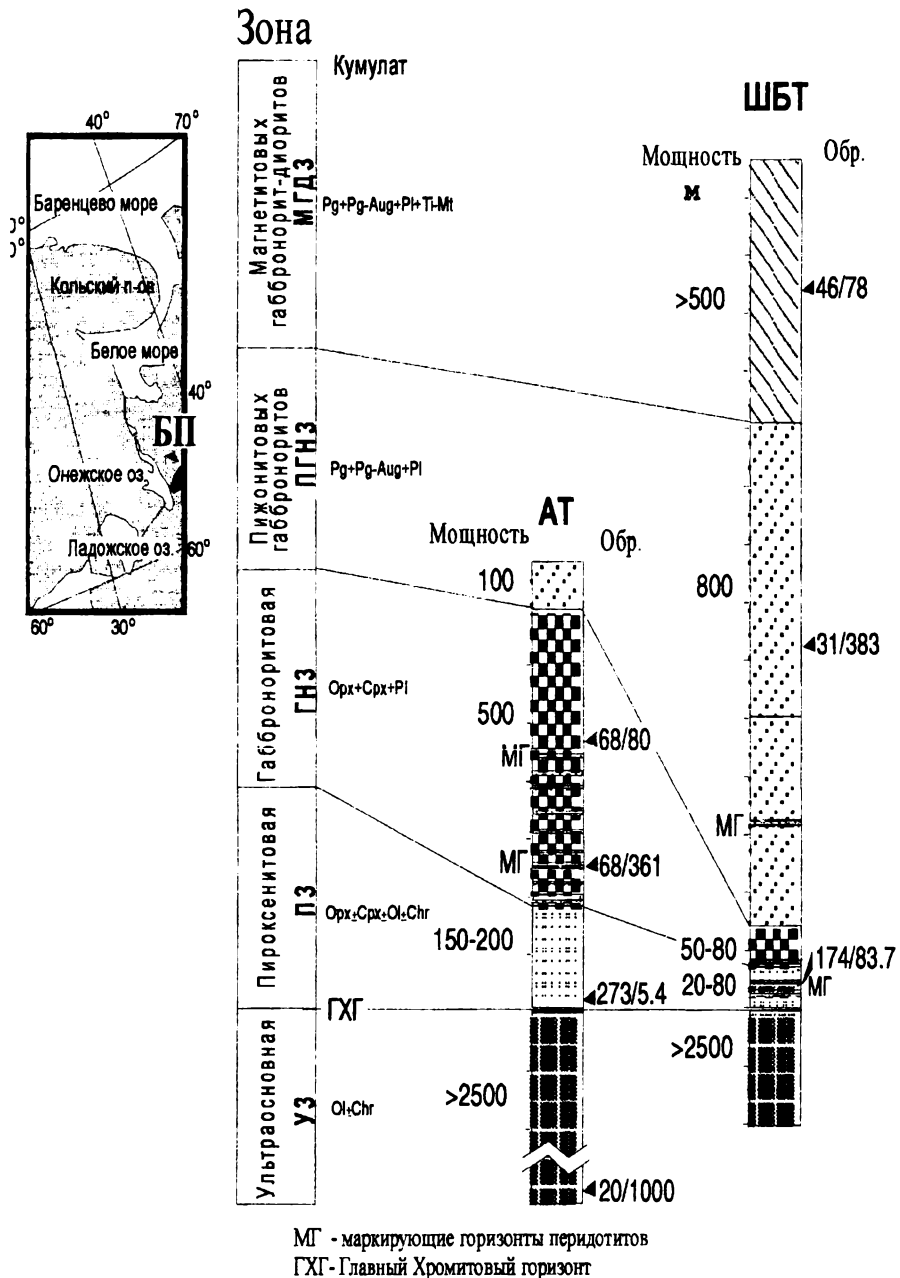 Зона
Кумулат
Магнетитовых
габбронорит-диоритов
МГДЗ
Pg+Pg-Aug+Pl+Ti-Mt
Пижонитовых
габброноритов
ПГНЗ
Pg+Pg-Aug+Pl
Габброноритовая
ГНЗ
Opx+Cpx+Pl
Пироксенитовая
ПЗ
Opx±Cpx±Ol±Chr
ГХГ
Ультраосновная
УЗ
Ol±Chr
40° 70°
Баренцево море
Кольский п-ов
Белое море
40°
БП
Онежское оз.
Ладожское оз. 60°
60° 30°
АТ
Мощность Обр.
100
500
68/80
МГ
МГ
68/361
150-200
273/5.4
>2500
20/1000
ШБТ
Мощность Обр.
м
>500
46/78
800
31/383
МГ
50-80
174/83.7
20-80
МГ
>2500
МГ - маркирующие горизонты перидотитов
ГХГ- Главный Хромитовый горизонт